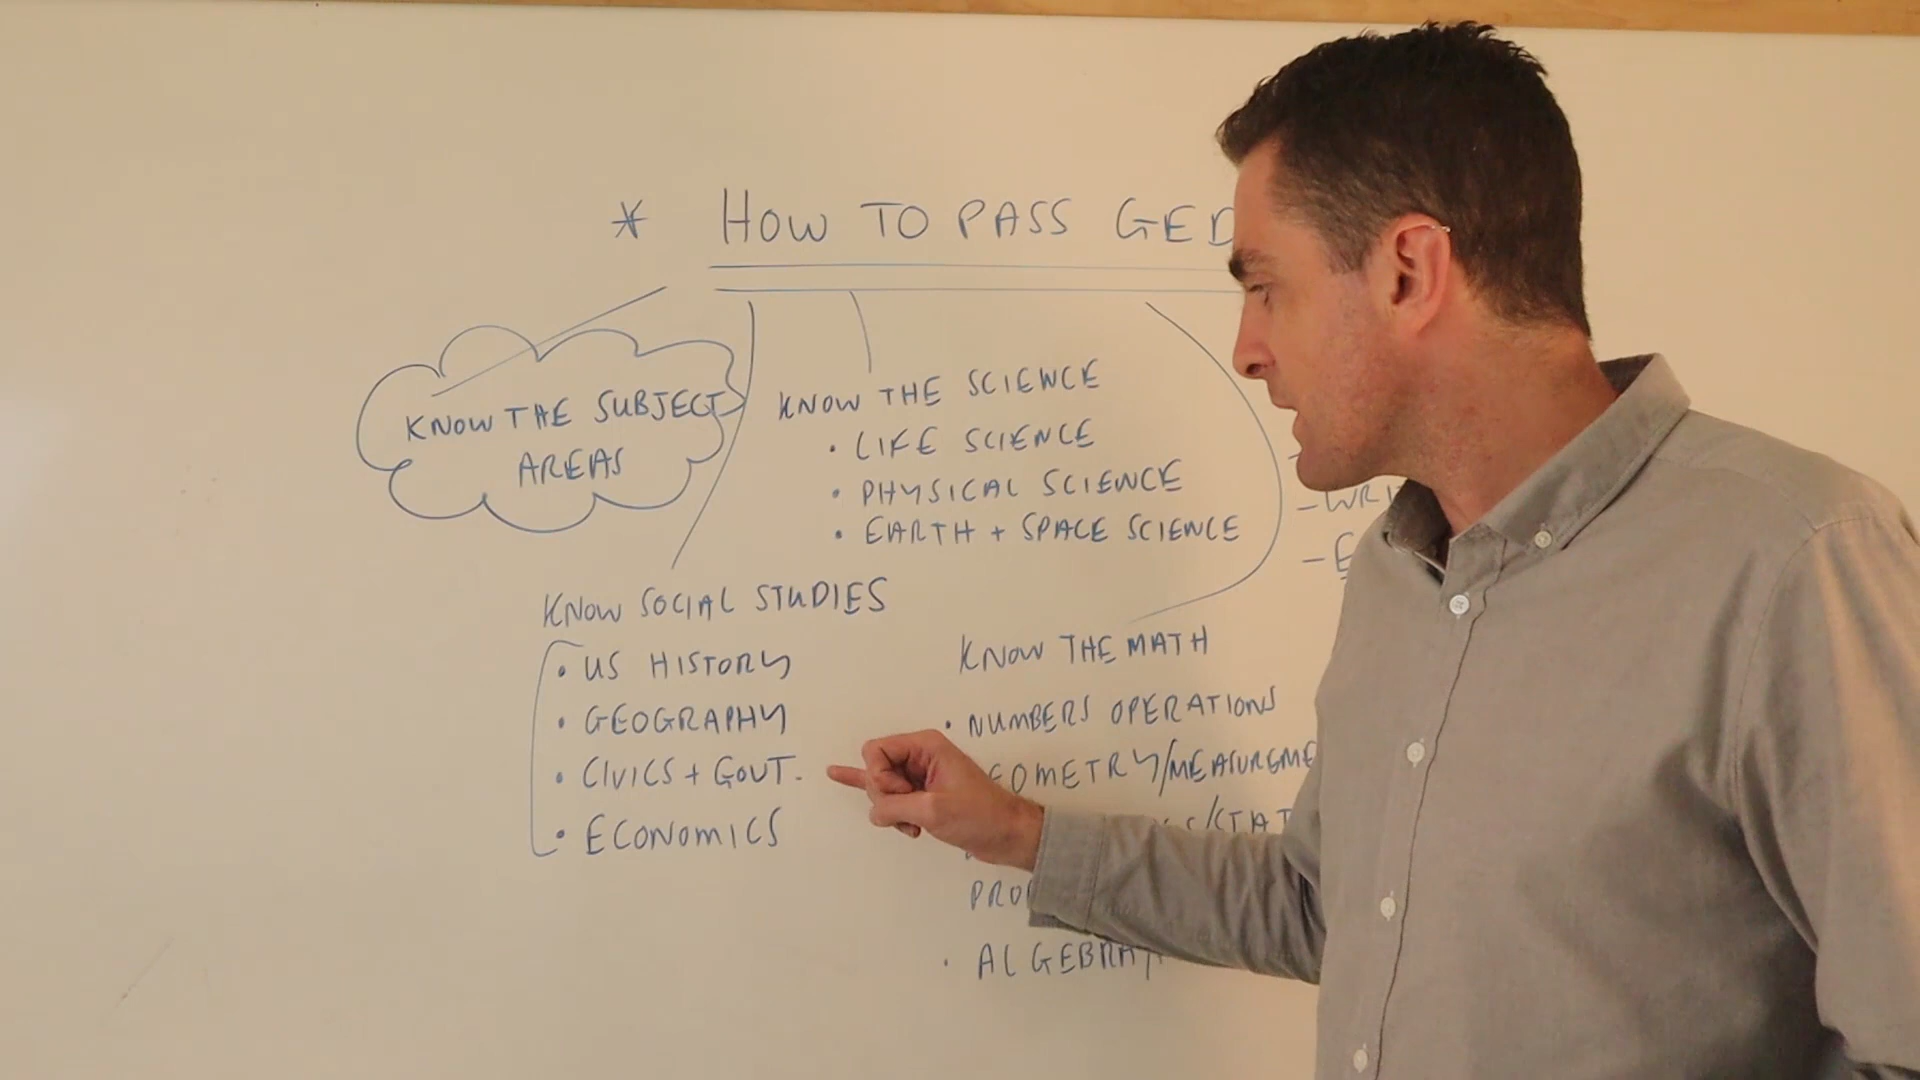 * HOW TO PASS GED
KNOW THE SUBJECT
AREAS
KNOW THE SCIENCE
• LIFE SCIENCE
• PHYSICAL SCIENCE
• EARTH + SPACE SCIENCE
KNOW SOCIAL STUDIES
• US HISTORY
• GEOGRAPHY
• CIVICS + GOVT.
• ECONOMICS
KNOW THE MATH
• NUMBERS OPERATIONS
• ALGEBRA